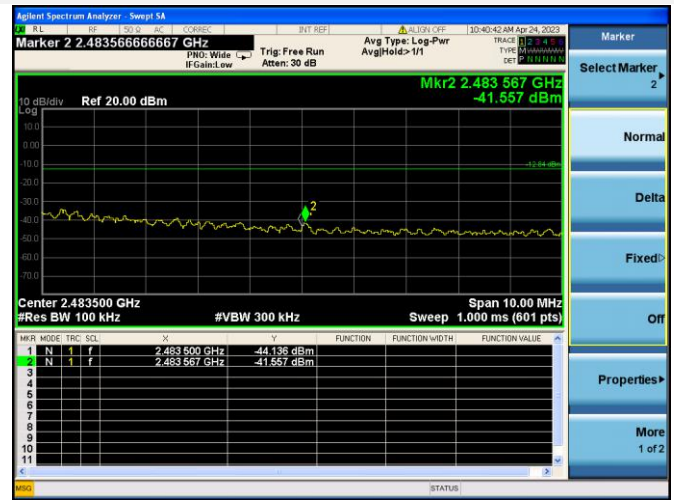 Agilent Spectrum Analyzer - Swept SA
RL RF 50 Ω AC CORREC INT REF ALIGN OFF 10:40:42 AM Apr 24, 2023
Marker 2 2.483566666667 GHz
PNO: Wide Trig: Free Run Avg Type: Log-Pwr TRACE 1 2 3 4 5 6
IFGain:Low Atten: 30 dB Avg|Hold:>1/1 TYPE M
DET P N N N N N
Mkr2 2.483 567 GHz
10 dB/div Ref 20.00 dBm -41.557 dBm
Log
10.0
0.00
-10.0
-12.84 dBm
-20.0
-30.0
2
-40.0
-50.0
-60.0
-70.0
Center 2.483500 GHz Span 10.00 MHz
#Res BW 100 kHz #VBW 300 kHz Sweep 1.000 ms (601 pts)
MKR MODE TRC SCL X Y FUNCTION FUNCTION WIDTH FUNCTION VALUE
1 N 1 f 2.483 500 GHz -44.136 dBm
2 N 1 f 2.483 567 GHz -41.557 dBm
3
4
5
6
7
8
9
10
11
MSG STATUS
Marker
Select Marker
2
Normal
Delta
Fixed
Off
Properties
More
1 of 2